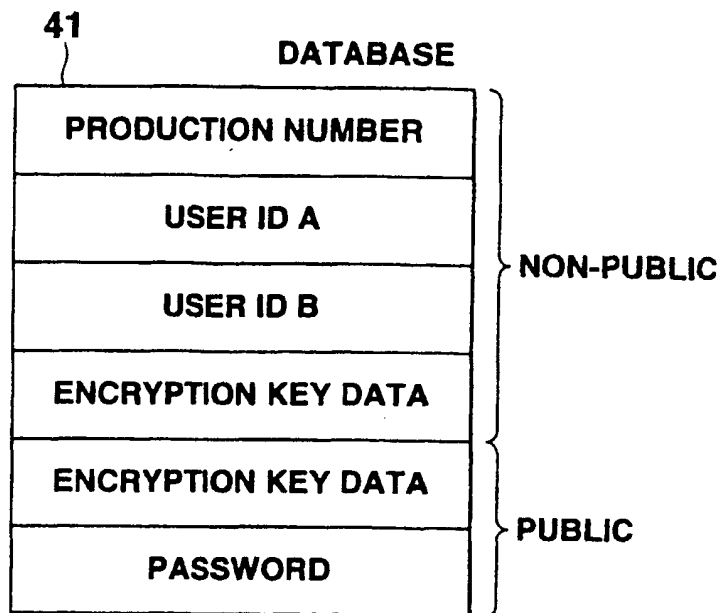 41
DATABASE
PRODUCTION NUMBER
USER ID A
USER ID B
NON-PUBLIC
ENCRYPTION KEY DATA
ENCRYPTION KEY DATA
PUBLIC
PASSWORD